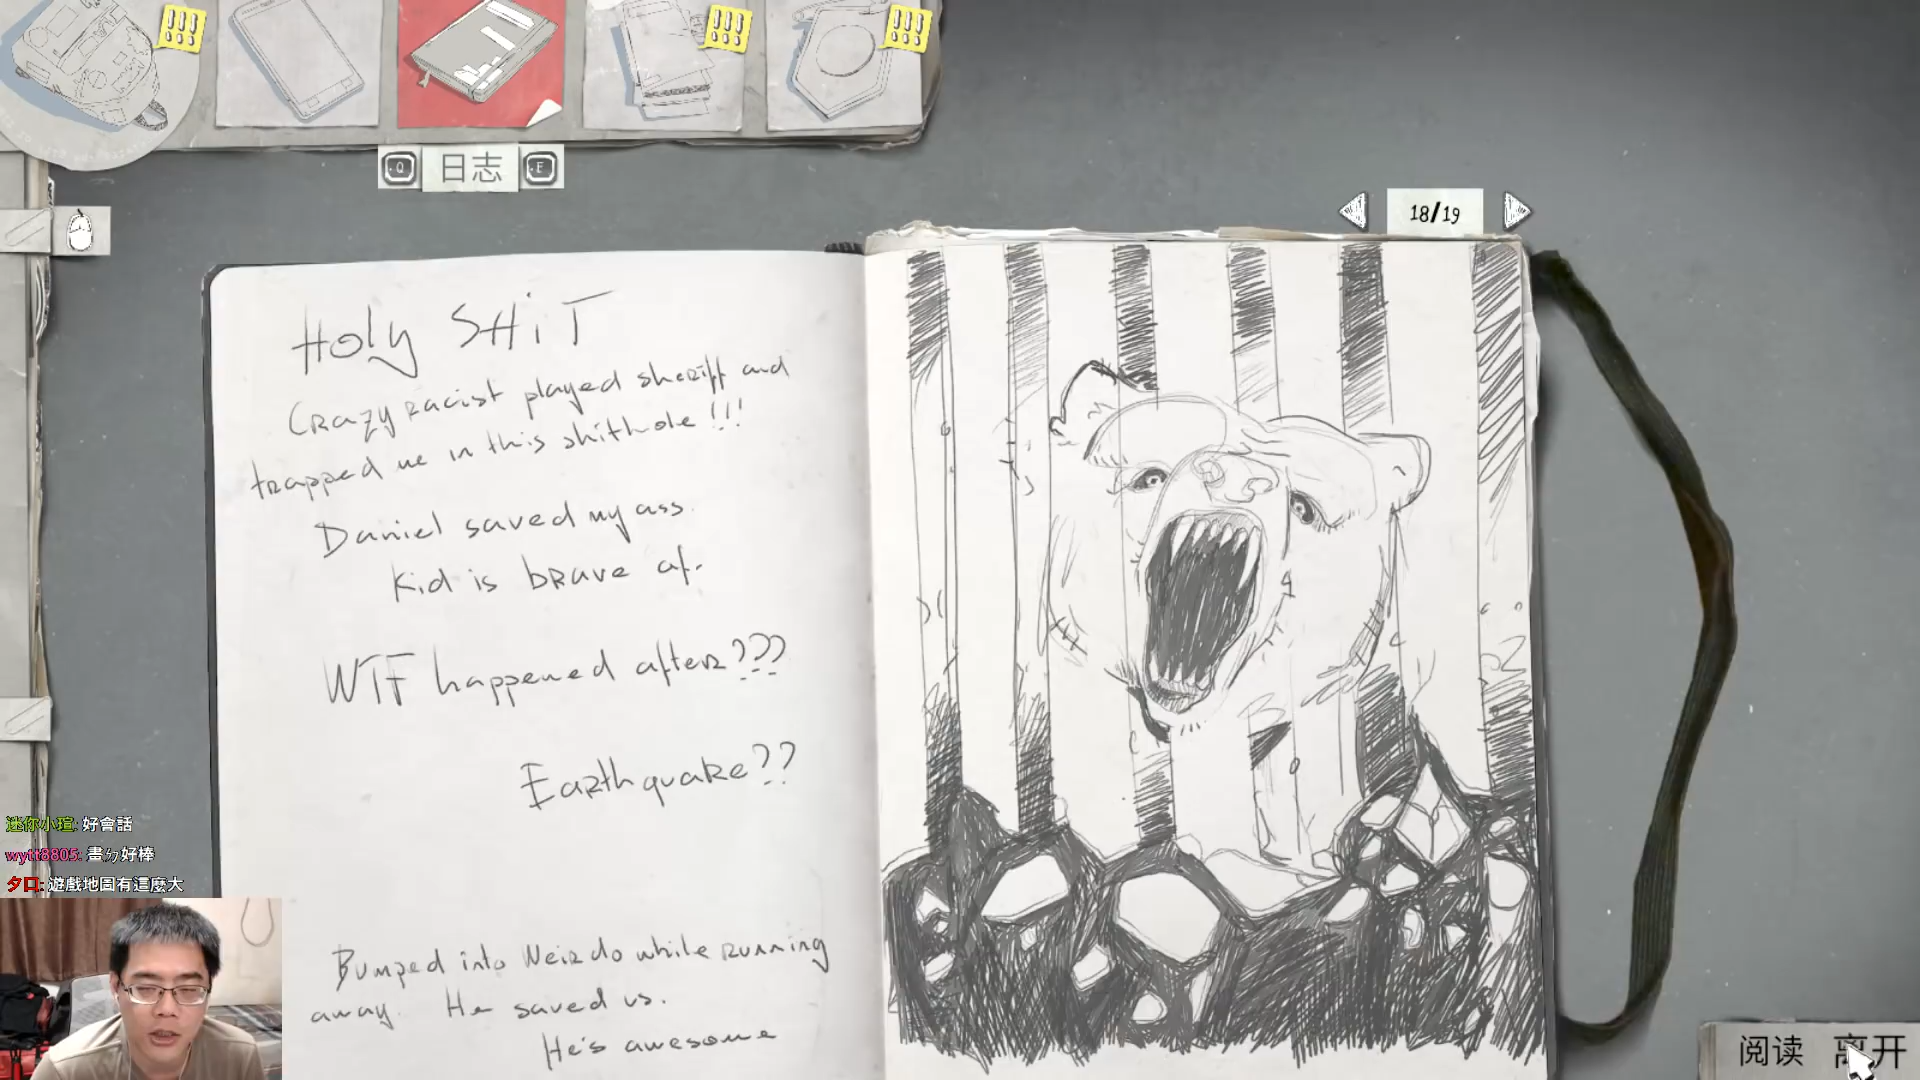 Q 日志 E
18/19
HOLY SHIT
Crazy racist played sheriff and
trapped me in this shithole!!!
Daniel saved my ass.
Kid is brave af.
WTF happened after???
Earthquake??
Bumped into Weirdo while running
away. He saved us.
He's awesome
迷你小瑄: 好會話
wytt8805: 畫ㄉ好棒
夕口: 遊戲地圖有這麼大
阅读 离开